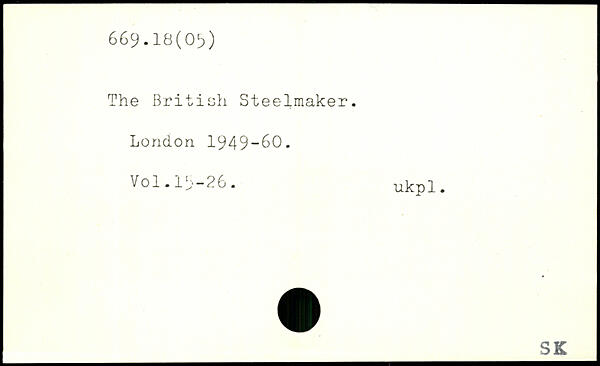 669.18(05)
The British Steelmaker.
London 1949-60.
Vol.15-26.
ukpl.
SK